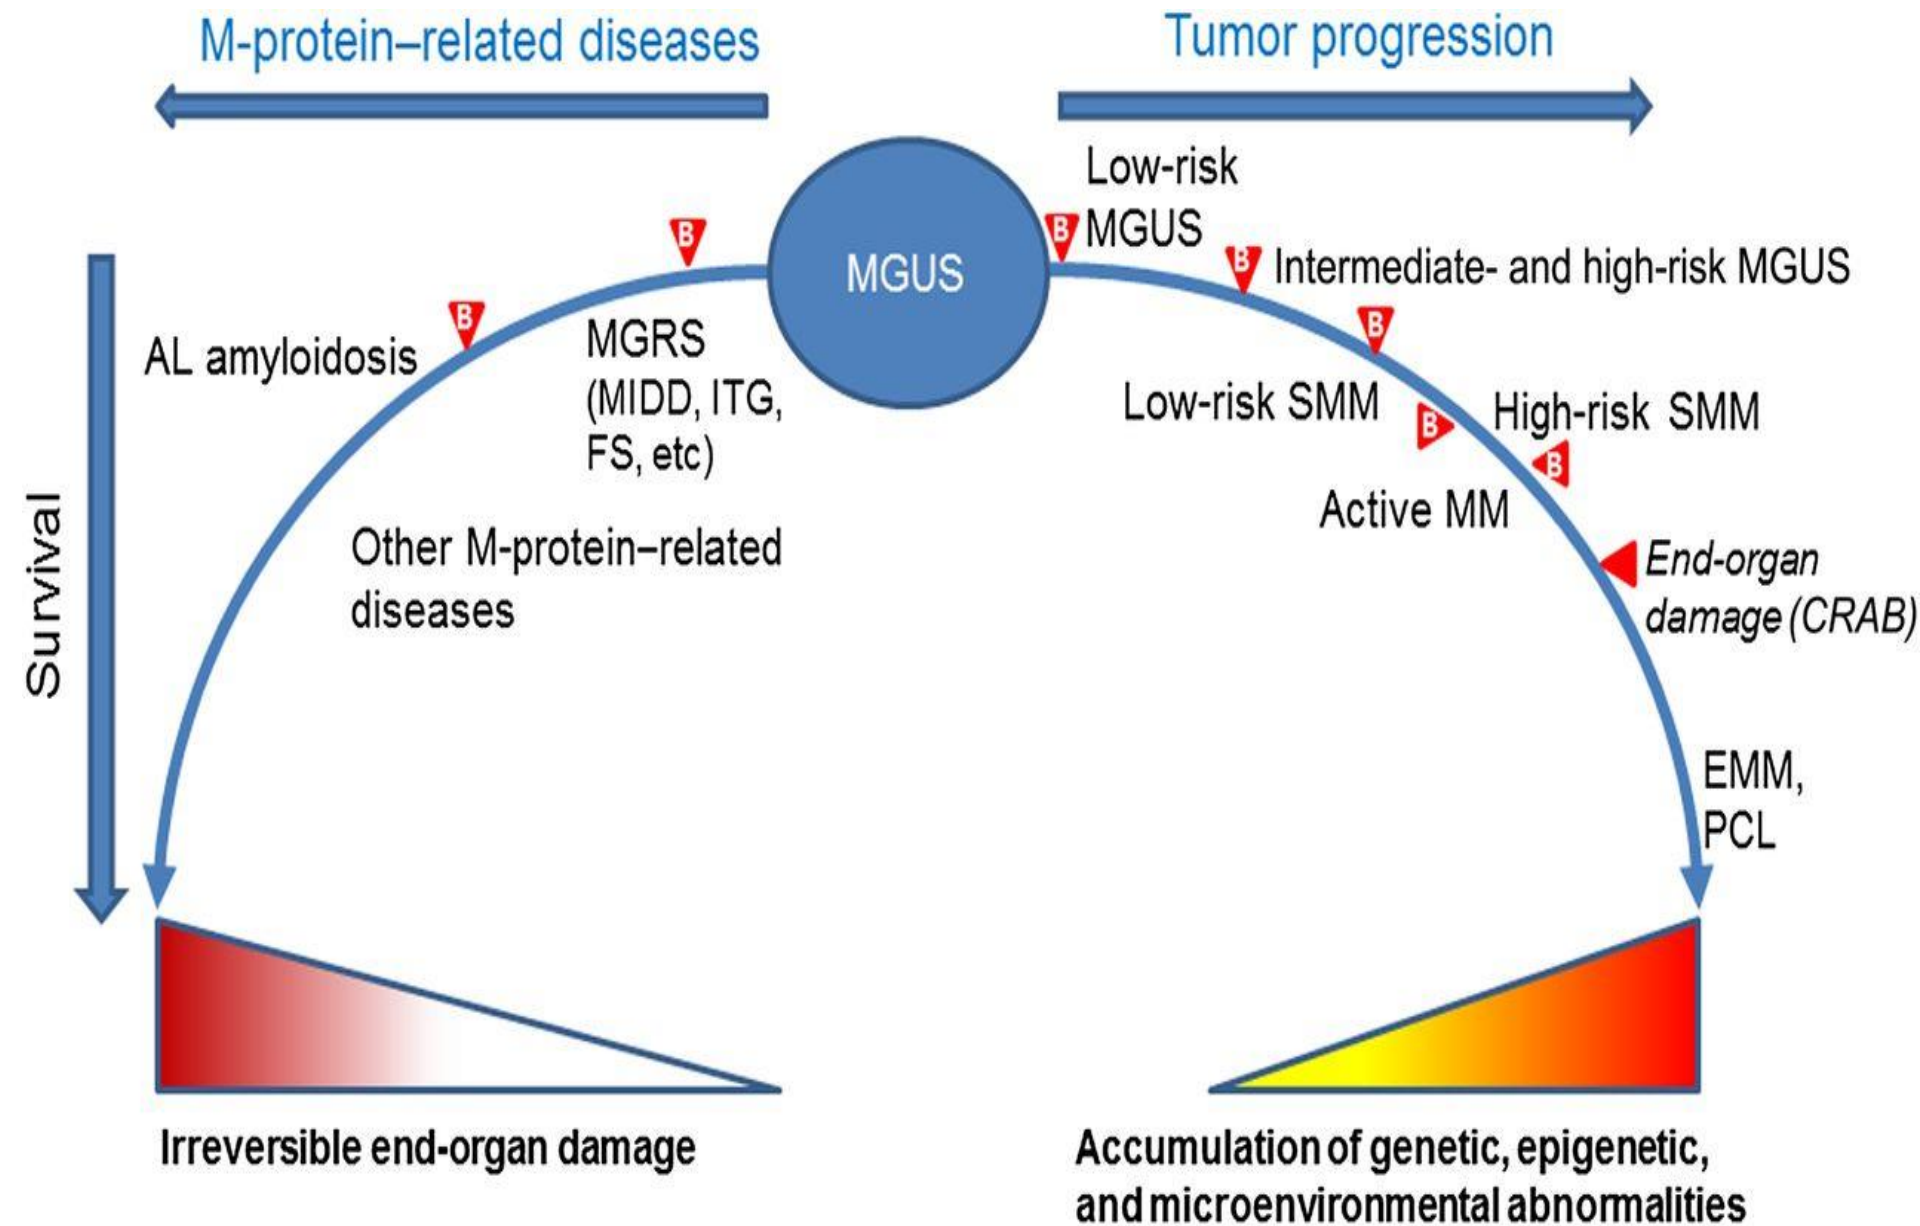 M-protein–related diseases
Tumor progression
Low-risk
MGUS
B
B
B
Intermediate- and high-risk MGUS
MGUS
B
B
AL amyloidosis
MGRS
(MIDD, ITG,
FS, etc)
Low-risk SMM
High-risk SMM
B
B
Active MM
Other M-protein–related
diseases
End-organ
damage (CRAB)
Survival
EMM,
PCL
Irreversible end-organ damage
Accumulation of genetic, epigenetic,
and microenvironmental abnormalities